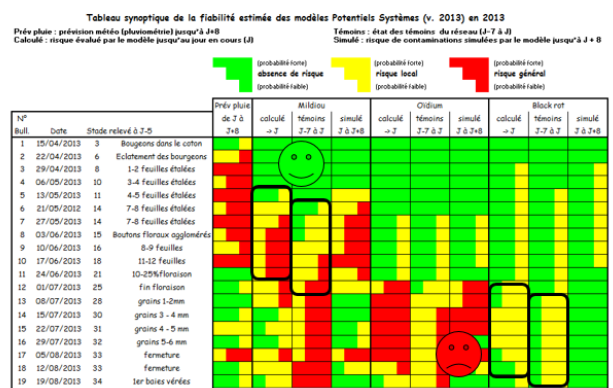 Tableau synoptique de la fiabilité estimée des modèles Potentiels Systèmes (v. 2013) en 2013
Prév pluie : prévision météo (pluviométrie) jusqu'à J+8
Témoins : état des témoins du réseau (J-7 à J)
Calculé : risque évalué par le modèle jusqu'au jour en cours (J)
Simulé : risque de contaminations simulées par le modèle jusqu'à J + 8
(probabilité forte) (probabilité forte) (probabilité forte)
absence de risque risque local risque général
(probabilité faible) (probabilité faible) (probabilité faible)
Prév pluie Mildiou Oïdium Black rot
N° de J à calculé témoins simulé calculé témoins simulé calculé témoins simulé
Bull. Date Stade relevé à J-5 J+8 -> J J-7 à J J à J+8 -> J J-7 à J J à J+8 -> J J-7 à J J à J+8
1 15/04/2013 3 Bougeons dans le coton
2 22/04/2013 6 Eclatement des bourgeons
3 29/04/2013 8 1-2 feuilles étalées
4 06/05/2013 10 3-4 feuilles étalées
5 13/05/2013 11 4-5 feuilles étalées
6 23/05/2012 14 7-8 feuilles étalées
7 27/05/2013 14 7-8 feuilles étalées
8 03/06/2013 15 Boutons floraux agglomérés
9 10/06/2013 16 8-9 feuilles
10 17/06/2013 18 11-12 feuilles
11 24/06/2013 21 10-25%floraison
12 01/07/2013 25 fin floraison
13 08/07/2013 28 grains 1-2mm
14 15/07/2013 30 grains 3 - 4 mm
15 22/07/2013 31 grains 4 - 5 mm
16 29/07/2013 32 grains 5-6 mm
17 05/08/2013 33 fermeture
18 12/08/2013 33 fermeture
19 19/08/2013 34 1er baies vérées